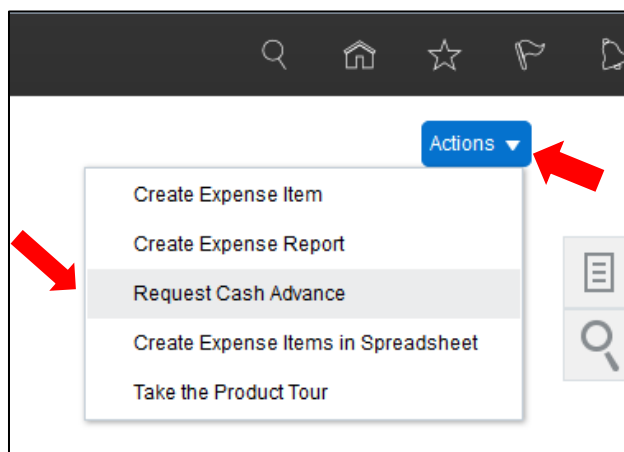 Actions
Create Expense Item
Create Expense Report
Request Cash Advance
Create Expense Items in Spreadsheet
Take the Product Tour